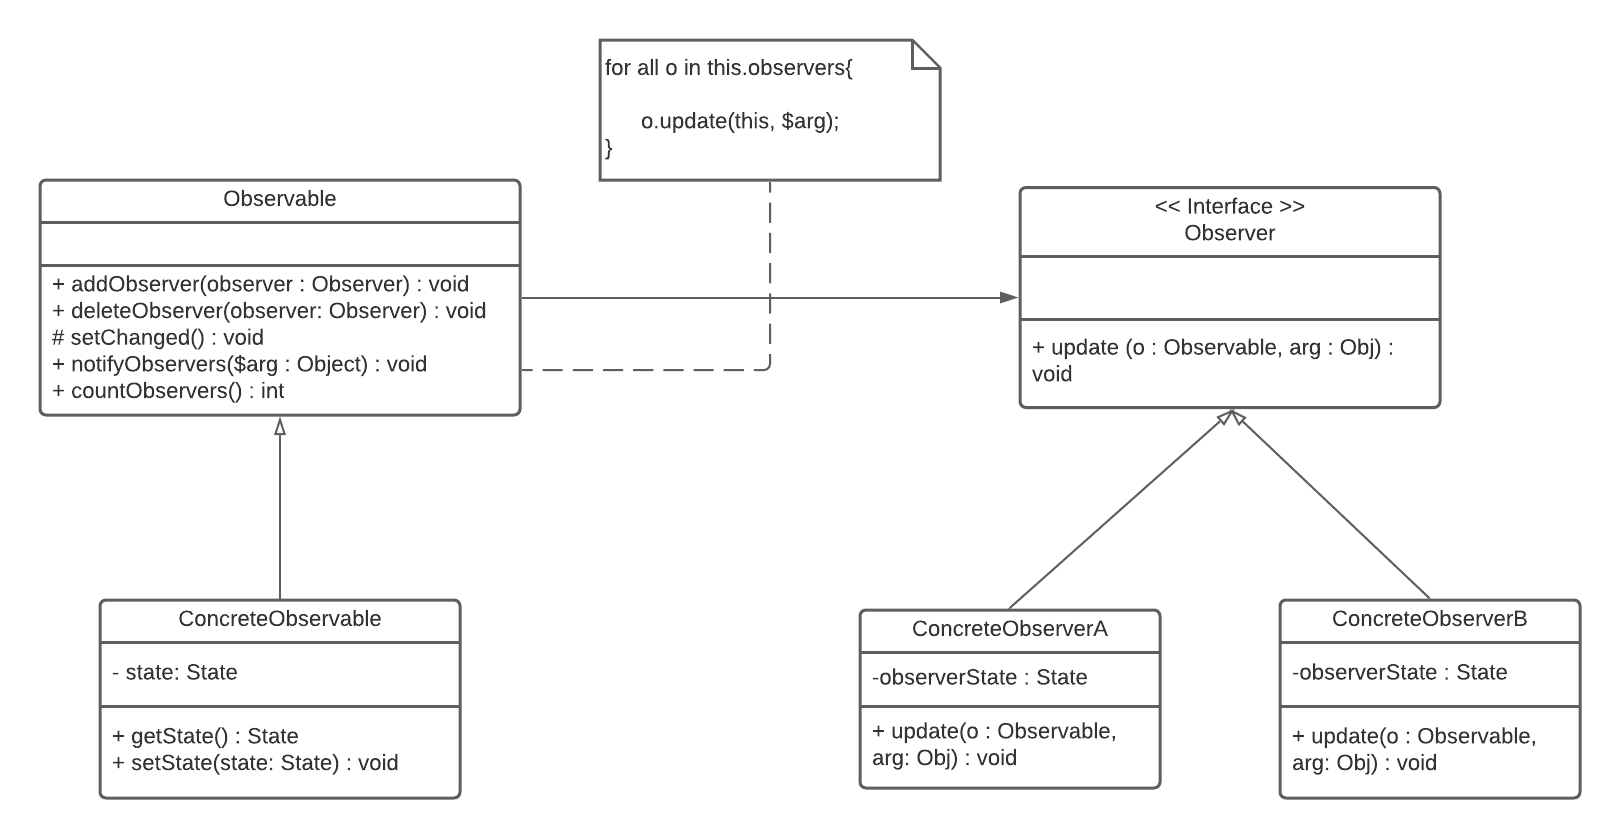 for all o in this.observers{
o.update(this, $arg);
}
Observable
+ addObserver(observer : Observer) : void
+ deleteObserver(observer: Observer) : void
# setChanged() : void
+ notifyObservers($arg : Object) : void
+ countObservers() : int
<< Interface >>
Observer
+ update (o : Observable, arg : Obj) :
void
ConcreteObservable
- state: State
+ getState() : State
+ setState(state: State) : void
ConcreteObserverA
-observerState : State
+ update(o : Observable,
arg: Obj) : void
ConcreteObserverB
-observerState : State
+ update(o : Observable,
arg: Obj) : void